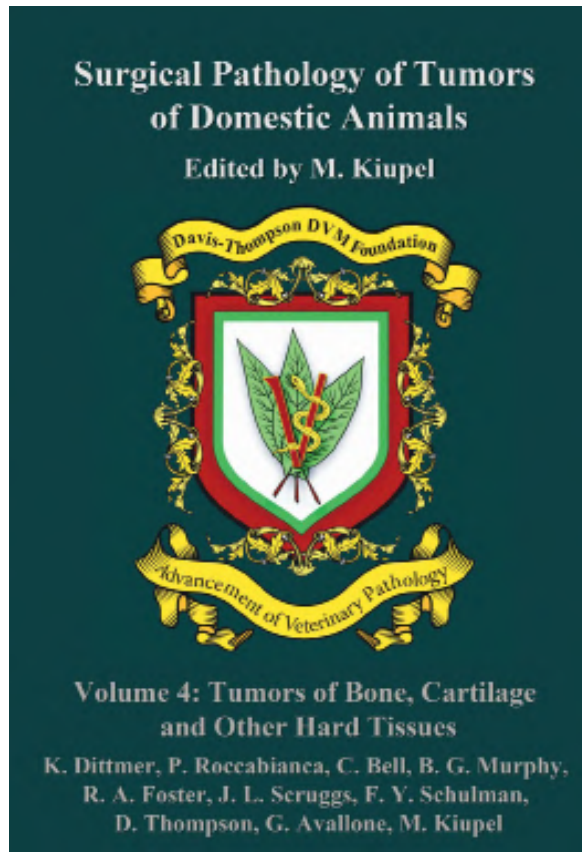 Surgical Pathology of Tumors
of Domestic Animals
Edited by M. Kiupel
Davis-Thompson DVM Foundation
Advancement of Veterinary Pathology
Volume 4: Tumors of Bone, Cartilage
and Other Hard Tissues
K. Dittmer, P. Roccabianca, C. Bell, B. G. Murphy,
R. A. Foster, J. L. Scruggs, F. Y. Schulman,
D. Thompson, G. Avallone, M. Kiupel